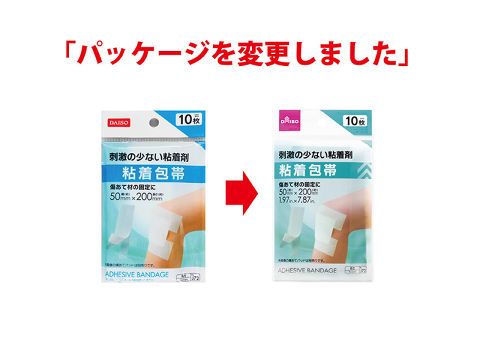 「パッケージを変更しました」
DAISO
10枚
刺激の少ない粘着剤
粘着包帯
傷あて材の固定に
50mm×200mm
ADHESIVE BANDAGE
DAISO
10枚
刺激の少ない粘着剤
粘着包帯
傷あて材の固定に
50mm×200mm
1.97in.×7.87in.
ADHESIVE BANDAGE